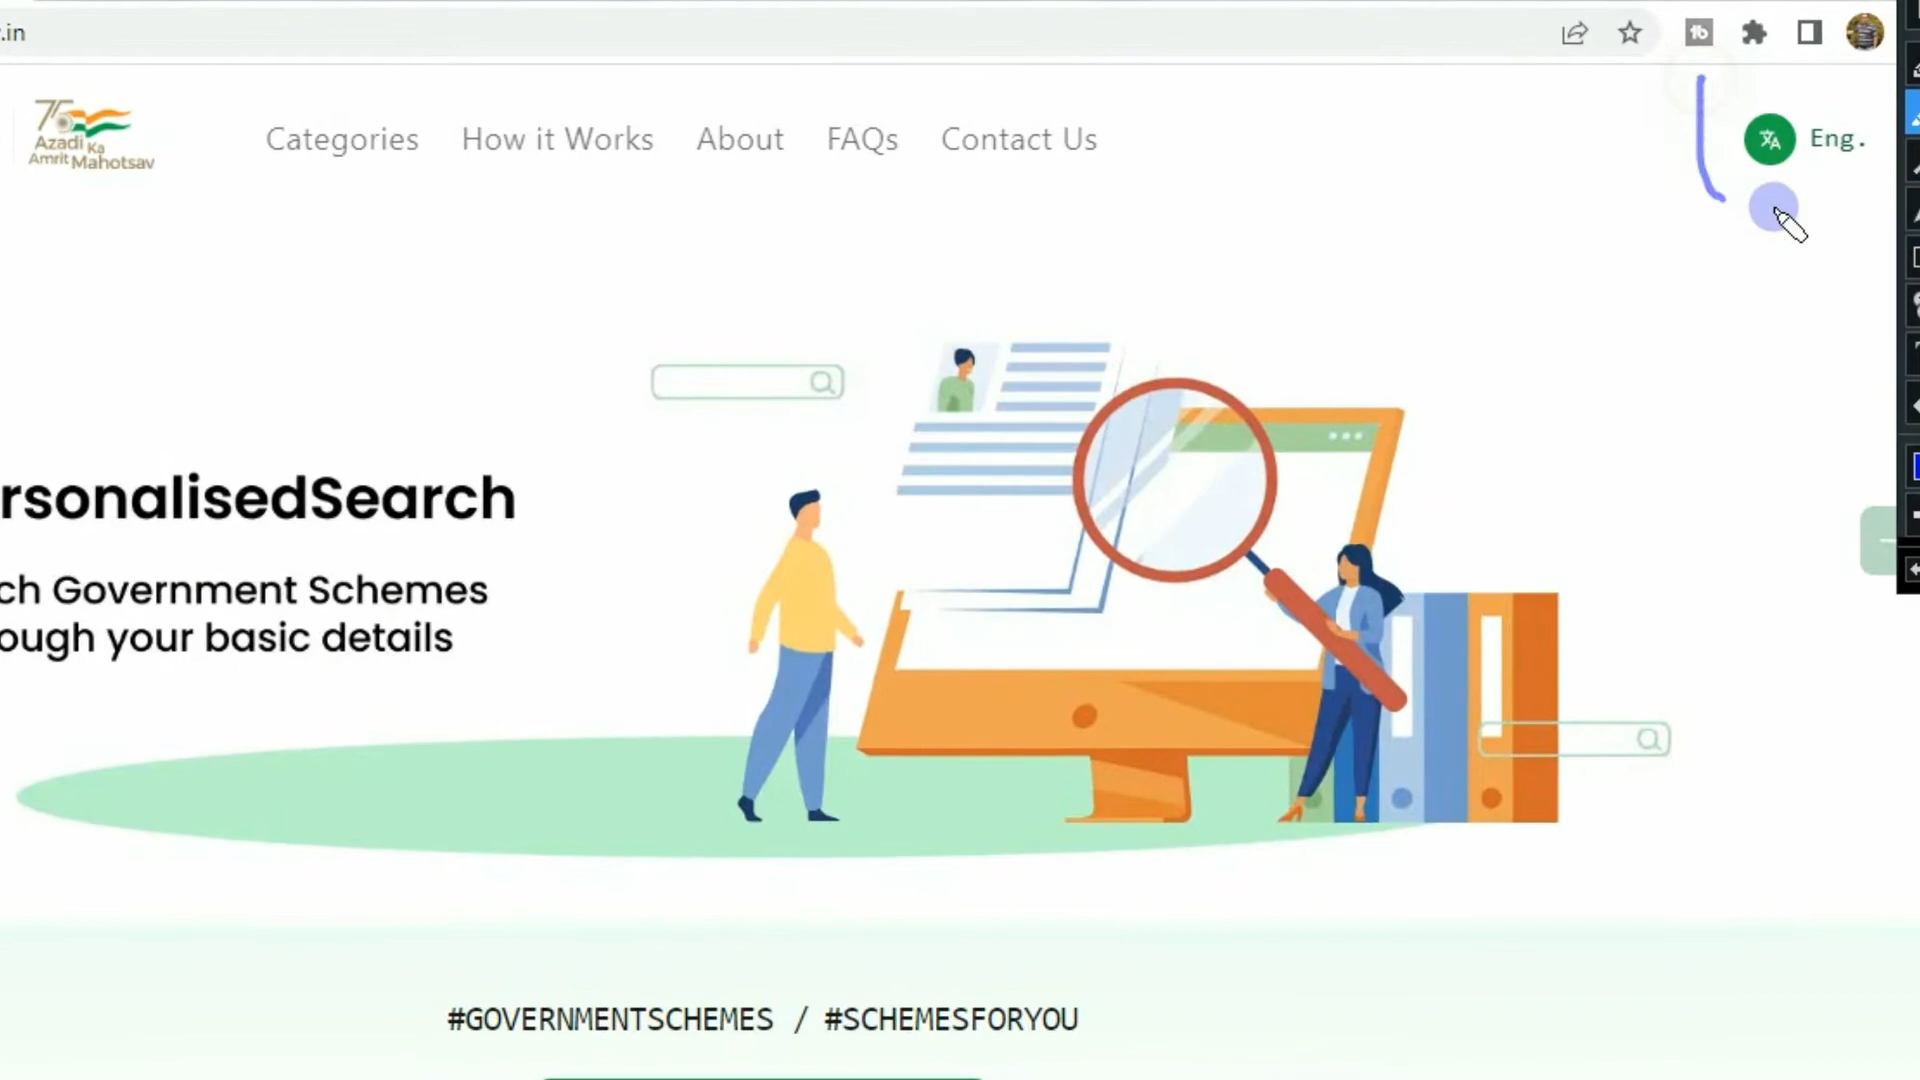 .in
75
Azadi Ka
Amrit Mahotsav
Categories How it Works About FAQs Contact Us
Eng.
rsonalisedSearch
ch Government Schemes
ough your basic details
#GOVERNMENTSCHEMES / #SCHEMESFORYOU